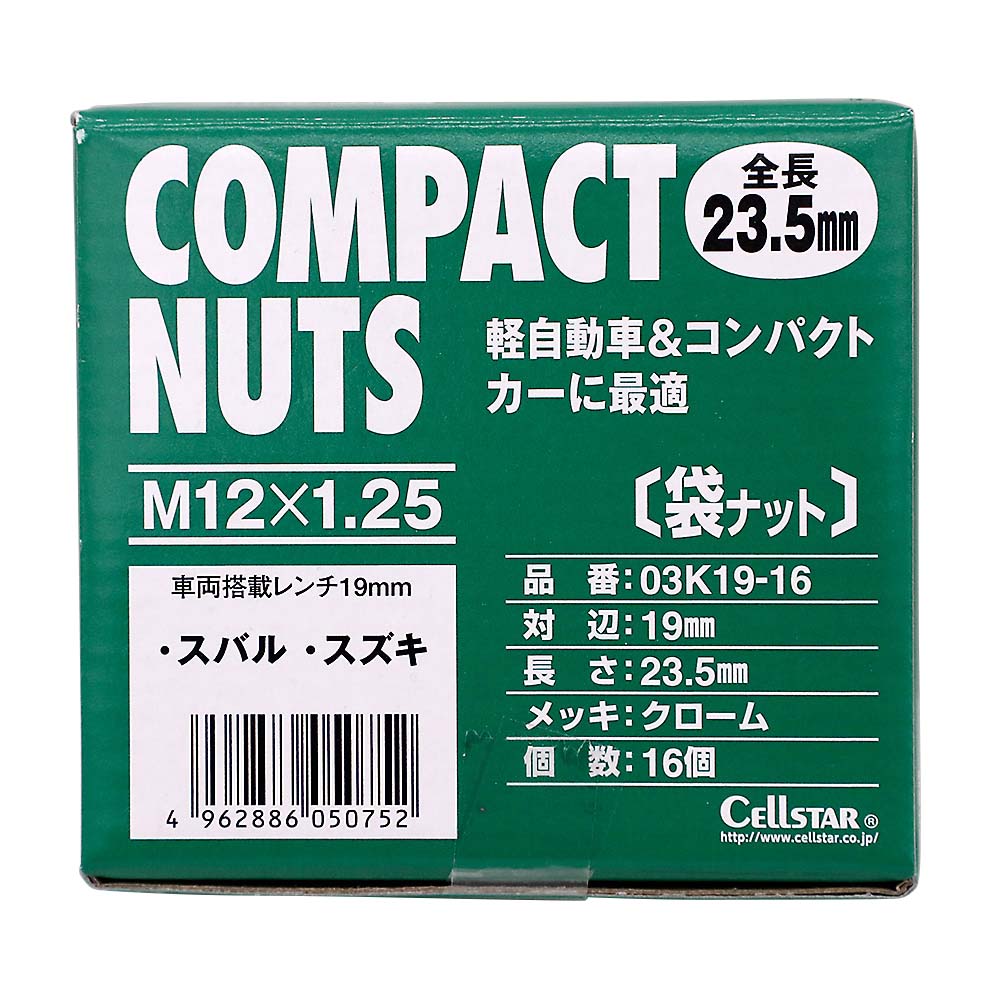 COMPACT
NUTS
全長
23.5mm
軽自動車&コンパクト
カーに最適
M12×1.25
〔袋ナット〕
車両搭載レンチ19mm
・スバル ・スズキ
4 962886 050752
品 番:03K19-16
対 辺:19mm
長 さ:23.5mm
メッキ:クローム
個 数:16個
CELLSTAR®
http://www.cellstar.co.jp/